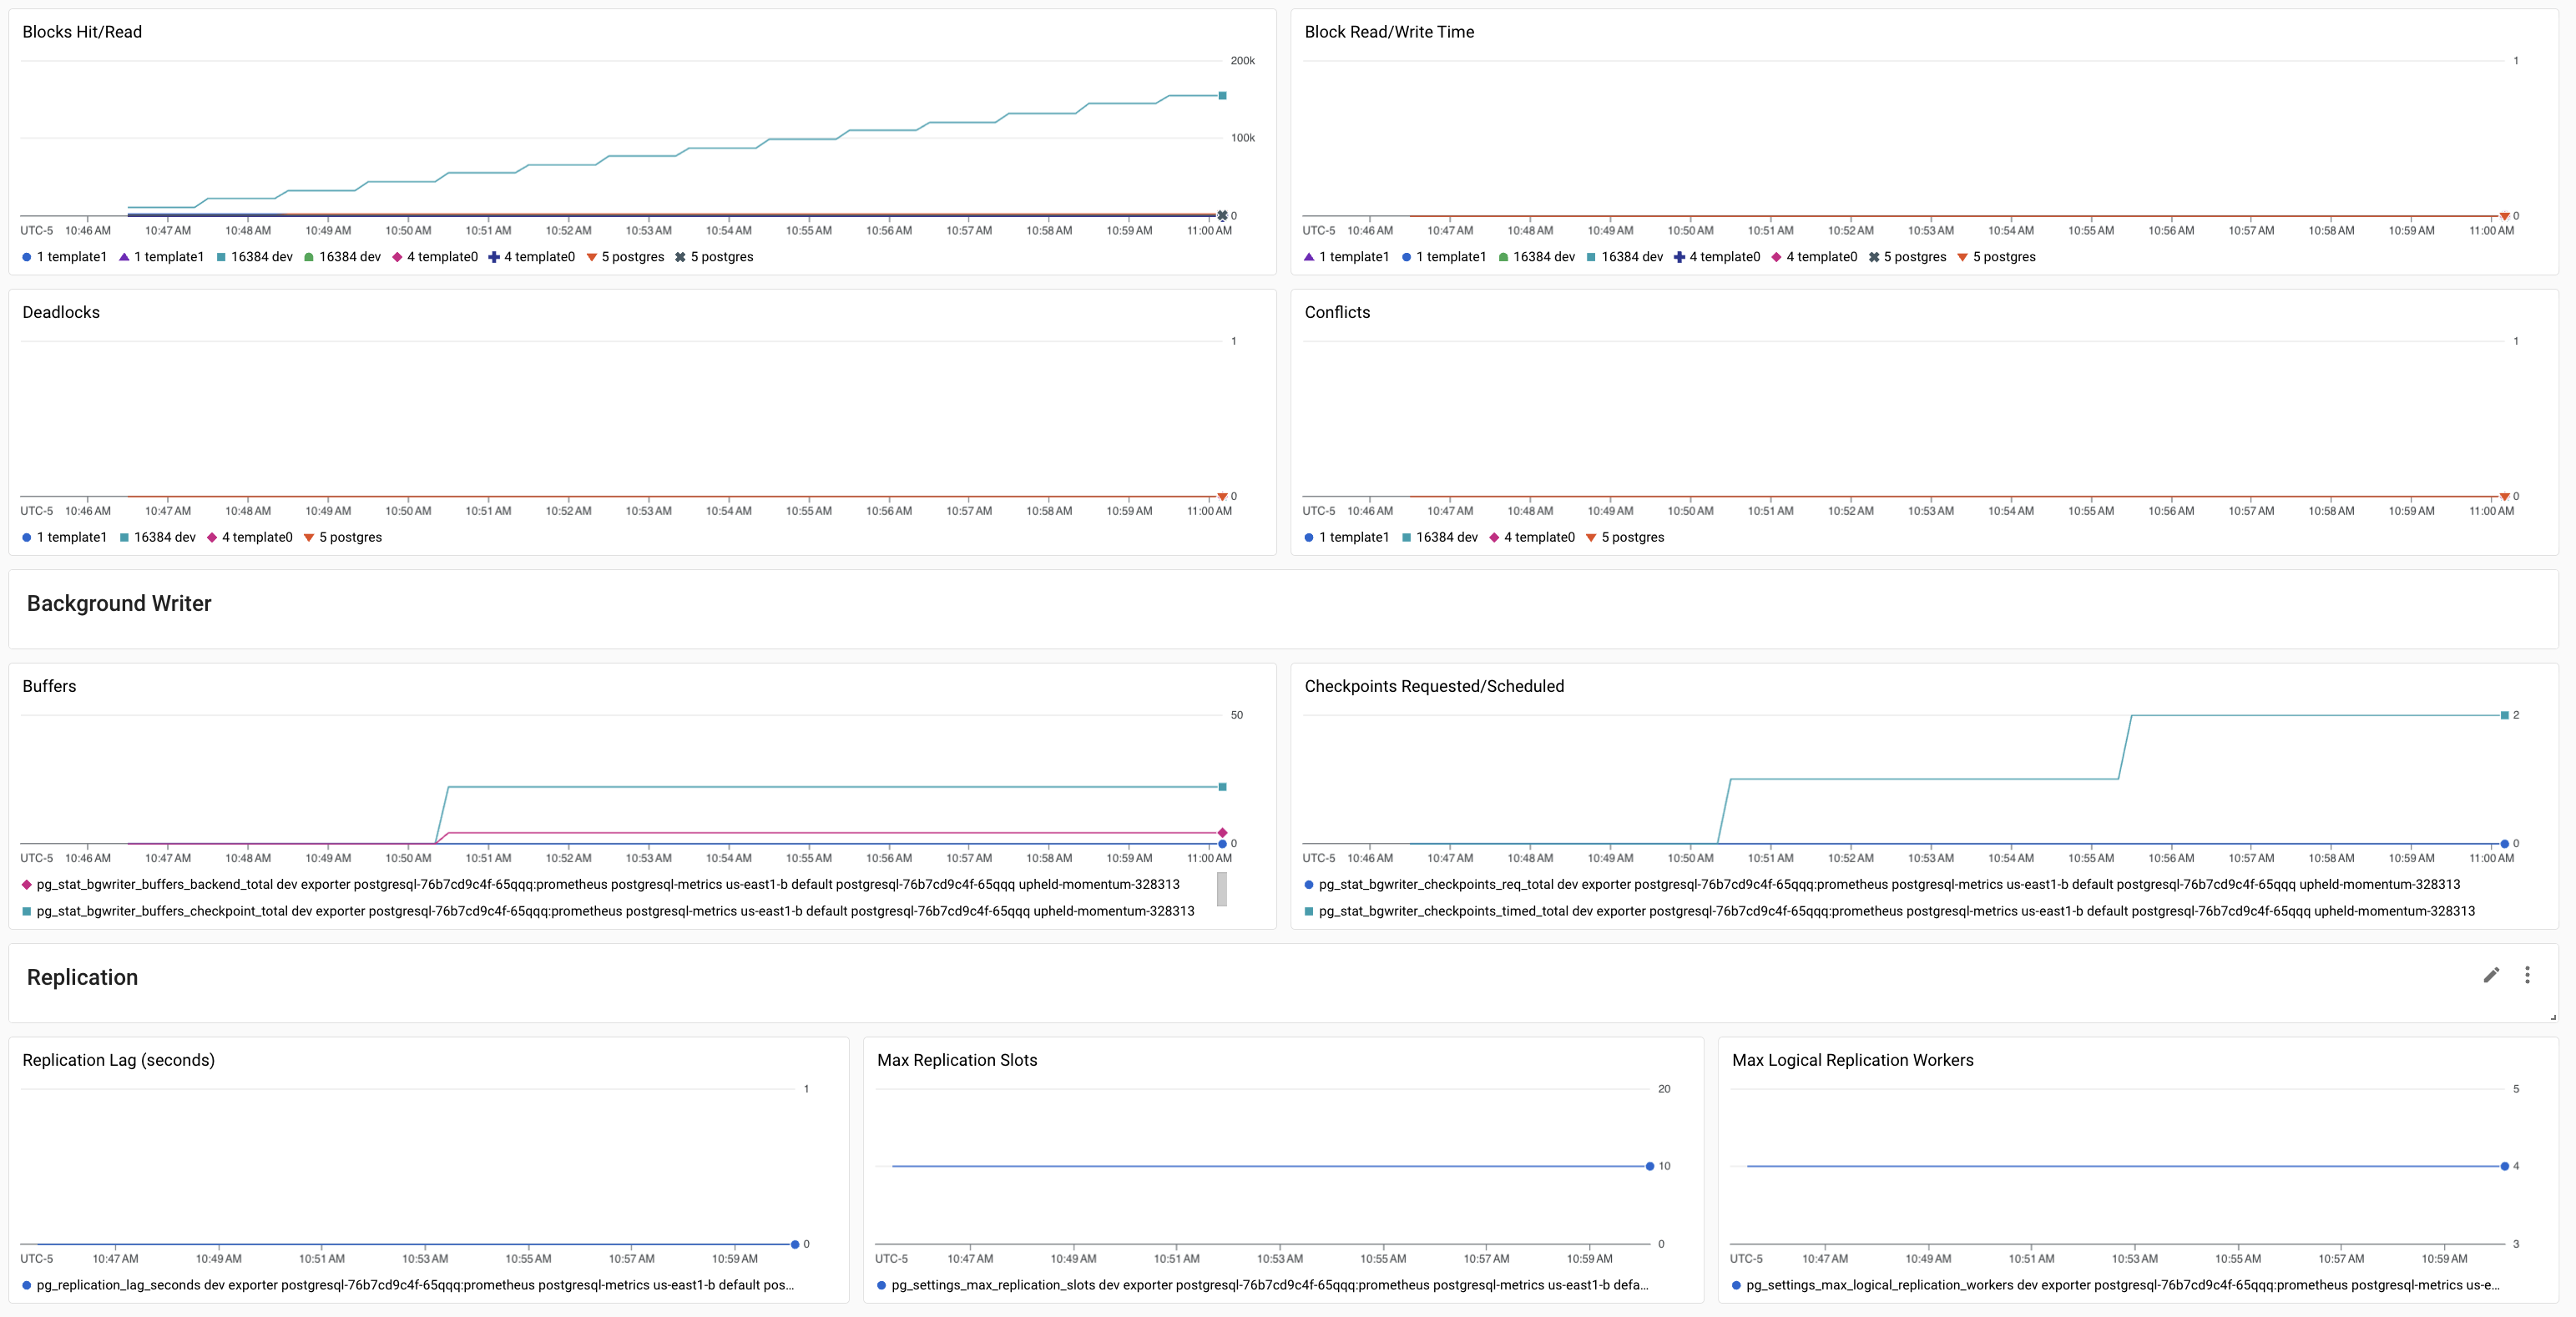 Blocks Hit/Read
200k
100k
0
UTC-5 10:46 AM 10:47 AM 10:48 AM 10:49 AM 10:50 AM 10:51 AM 10:52 AM 10:53 AM 10:54 AM 10:55 AM 10:56 AM 10:57 AM 10:58 AM 10:59 AM 11:00 AM
1 template1 1 template1 16384 dev 16384 dev 4 template0 4 template0 5 postgres 5 postgres
Block Read/Write Time
1
0
UTC-5 10:46 AM 10:47 AM 10:48 AM 10:49 AM 10:50 AM 10:51 AM 10:52 AM 10:53 AM 10:54 AM 10:55 AM 10:56 AM 10:57 AM 10:58 AM 10:59 AM 11:00 AM
1 template1 1 template1 16384 dev 16384 dev 4 template0 4 template0 5 postgres 5 postgres
Deadlocks
1
0
UTC-5 10:46 AM 10:47 AM 10:48 AM 10:49 AM 10:50 AM 10:51 AM 10:52 AM 10:53 AM 10:54 AM 10:55 AM 10:56 AM 10:57 AM 10:58 AM 10:59 AM 11:00 AM
1 template1 16384 dev 4 template0 5 postgres
Conflicts
1
0
UTC-5 10:46 AM 10:47 AM 10:48 AM 10:49 AM 10:50 AM 10:51 AM 10:52 AM 10:53 AM 10:54 AM 10:55 AM 10:56 AM 10:57 AM 10:58 AM 10:59 AM 11:00 AM
1 template1 16384 dev 4 template0 5 postgres
Background Writer
Buffers
50
0
UTC-5 10:46 AM 10:47 AM 10:48 AM 10:49 AM 10:50 AM 10:51 AM 10:52 AM 10:53 AM 10:54 AM 10:55 AM 10:56 AM 10:57 AM 10:58 AM 10:59 AM 11:00 AM
pg_stat_bgwriter_buffers_backend_total dev exporter postgresql-76b7cd9c4f-65qqq:prometheus postgresql-metrics us-east1-b default postgresql-76b7cd9c4f-65qqq upheld-momentum-328313
pg_stat_bgwriter_buffers_checkpoint_total dev exporter postgresql-76b7cd9c4f-65qqq:prometheus postgresql-metrics us-east1-b default postgresql-76b7cd9c4f-65qqq upheld-momentum-328313
Checkpoints Requested/Scheduled
2
0
UTC-5 10:46 AM 10:47 AM 10:48 AM 10:49 AM 10:50 AM 10:51 AM 10:52 AM 10:53 AM 10:54 AM 10:55 AM 10:56 AM 10:57 AM 10:58 AM 10:59 AM 11:00 AM
pg_stat_bgwriter_checkpoints_req_total dev exporter postgresql-76b7cd9c4f-65qqq:prometheus postgresql-metrics us-east1-b default postgresql-76b7cd9c4f-65qqq upheld-momentum-328313
pg_stat_bgwriter_checkpoints_timed_total dev exporter postgresql-76b7cd9c4f-65qqq:prometheus postgresql-metrics us-east1-b default postgresql-76b7cd9c4f-65qqq upheld-momentum-328313
Replication
Replication Lag (seconds)
1
0
UTC-5 10:47 AM 10:49 AM 10:51 AM 10:53 AM 10:55 AM 10:57 AM 10:59 AM
pg_replication_lag_seconds dev exporter postgresql-76b7cd9c4f-65qqq:prometheus postgresql-metrics us-east1-b default pos...
Max Replication Slots
20
10
0
UTC-5 10:47 AM 10:49 AM 10:51 AM 10:53 AM 10:55 AM 10:57 AM 10:59 AM
pg_settings_max_replication_slots dev exporter postgresql-76b7cd9c4f-65qqq:prometheus postgresql-metrics us-east1-b defa...
Max Logical Replication Workers
5
4
3
UTC-5 10:47 AM 10:49 AM 10:51 AM 10:53 AM 10:55 AM 10:57 AM 10:59 AM
pg_settings_max_logical_replication_workers dev exporter postgresql-76b7cd9c4f-65qqq:prometheus postgresql-metrics us-e...